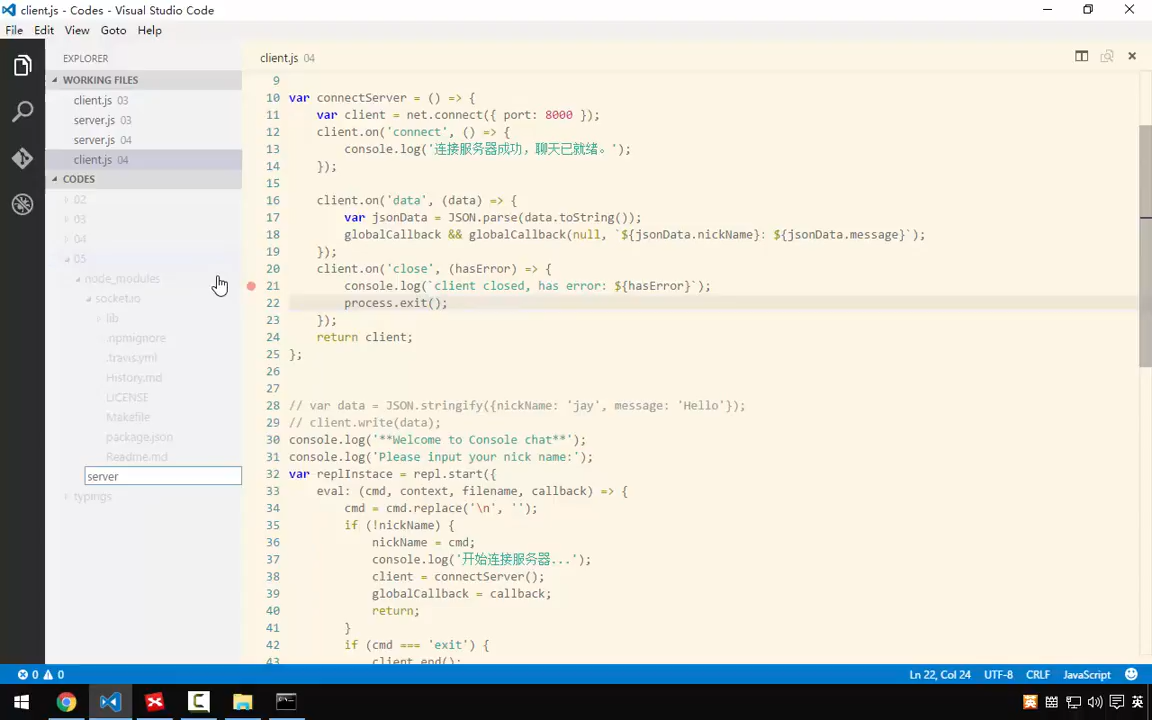 client.js - Codes - Visual Studio Code
File Edit View Goto Help
EXPLORER
WORKING FILES
client.js 03
server.js 03
server.js 04
client.js 04
CODES
02
03
04
05
node_modules
socket.io
lib
.npmignore
.travis.yml
History.md
LICENSE
Makefile
package.json
Readme.md
server
typings
client.js 04
9
10 var connectServer = () => {
11 var client = net.connect({ port: 8000 });
12 client.on('connect', () => {
13 console.log('连接服务器成功，聊天已就绪。');
14 });
15
16 client.on('data', (data) => {
17 var jsonData = JSON.parse(data.toString());
18 globalCallback && globalCallback(null, `${jsonData.nickName}: ${jsonData.message}`);
19 });
20 client.on('close', (hasError) => {
21 console.log(`client closed, has error: ${hasError}`);
22 process.exit();
23 });
24 return client;
25 };
26
27
28 // var data = JSON.stringify({nickName: 'jay', message: 'Hello'});
29 // client.write(data);
30 console.log('**Welcome to Console chat**');
31 console.log('Please input your nick name:');
32 var replInstace = repl.start({
33 eval: (cmd, context, filename, callback) => {
34 cmd = cmd.replace('\n', '');
35 if (!nickName) {
36 nickName = cmd;
37 console.log('开始连接服务器...');
38 client = connectServer();
39 globalCallback = callback;
40 return;
41 }
42 if (cmd === 'exit') {
43 client.end();
0 0
Ln 22, Col 24 UTF-8 CRLF JavaScript
英 英